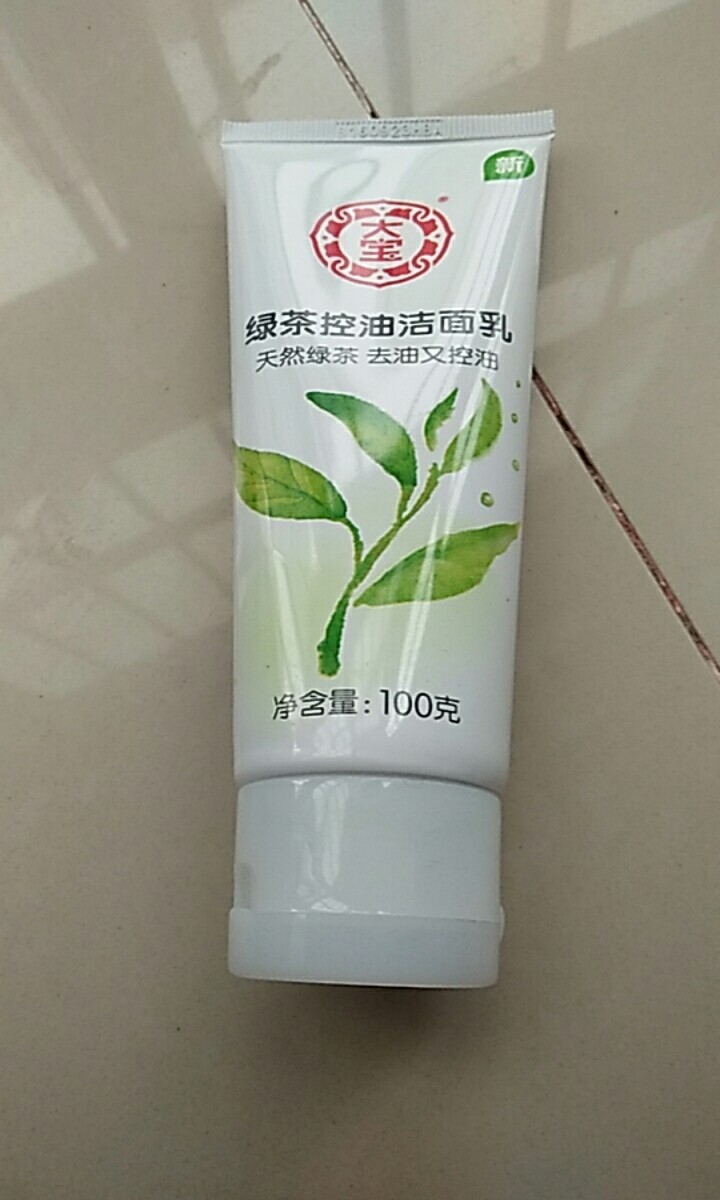 新
大宝
绿茶控油洁面乳
天然绿茶 去油又控油
净含量：100克